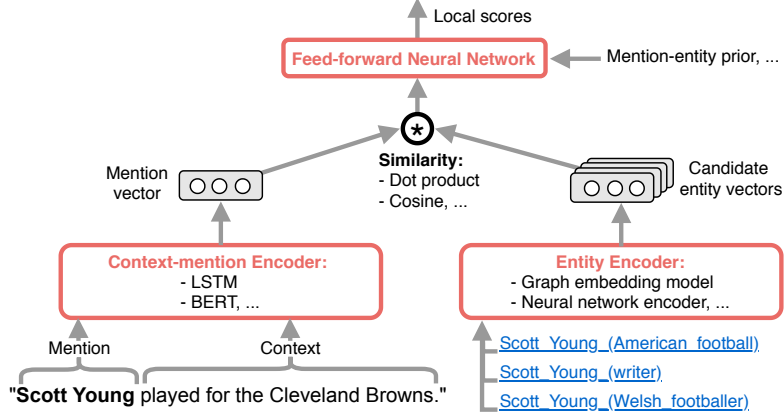 Local scores
Feed-forward Neural Network
Mention-entity prior, ...
*
Similarity:
- Dot product
- Cosine, ...
Mention
vector
Candidate
entity vectors
Context-mention Encoder:
- LSTM
- BERT, ...
Entity Encoder:
- Graph embedding model
- Neural network encoder, ...
Mention
Context
"Scott Young played for the Cleveland Browns."
Scott_Young_(American_football)
Scott_Young_(writer)
Scott_Young_(Welsh_footballer)